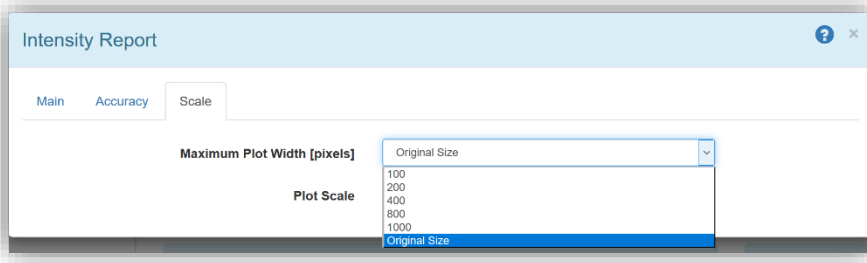 Intensity Report
? ×
Main Accuracy Scale
Maximum Plot Width [pixels] Original Size
100
Plot Scale 200
400
800
1000
Original Size